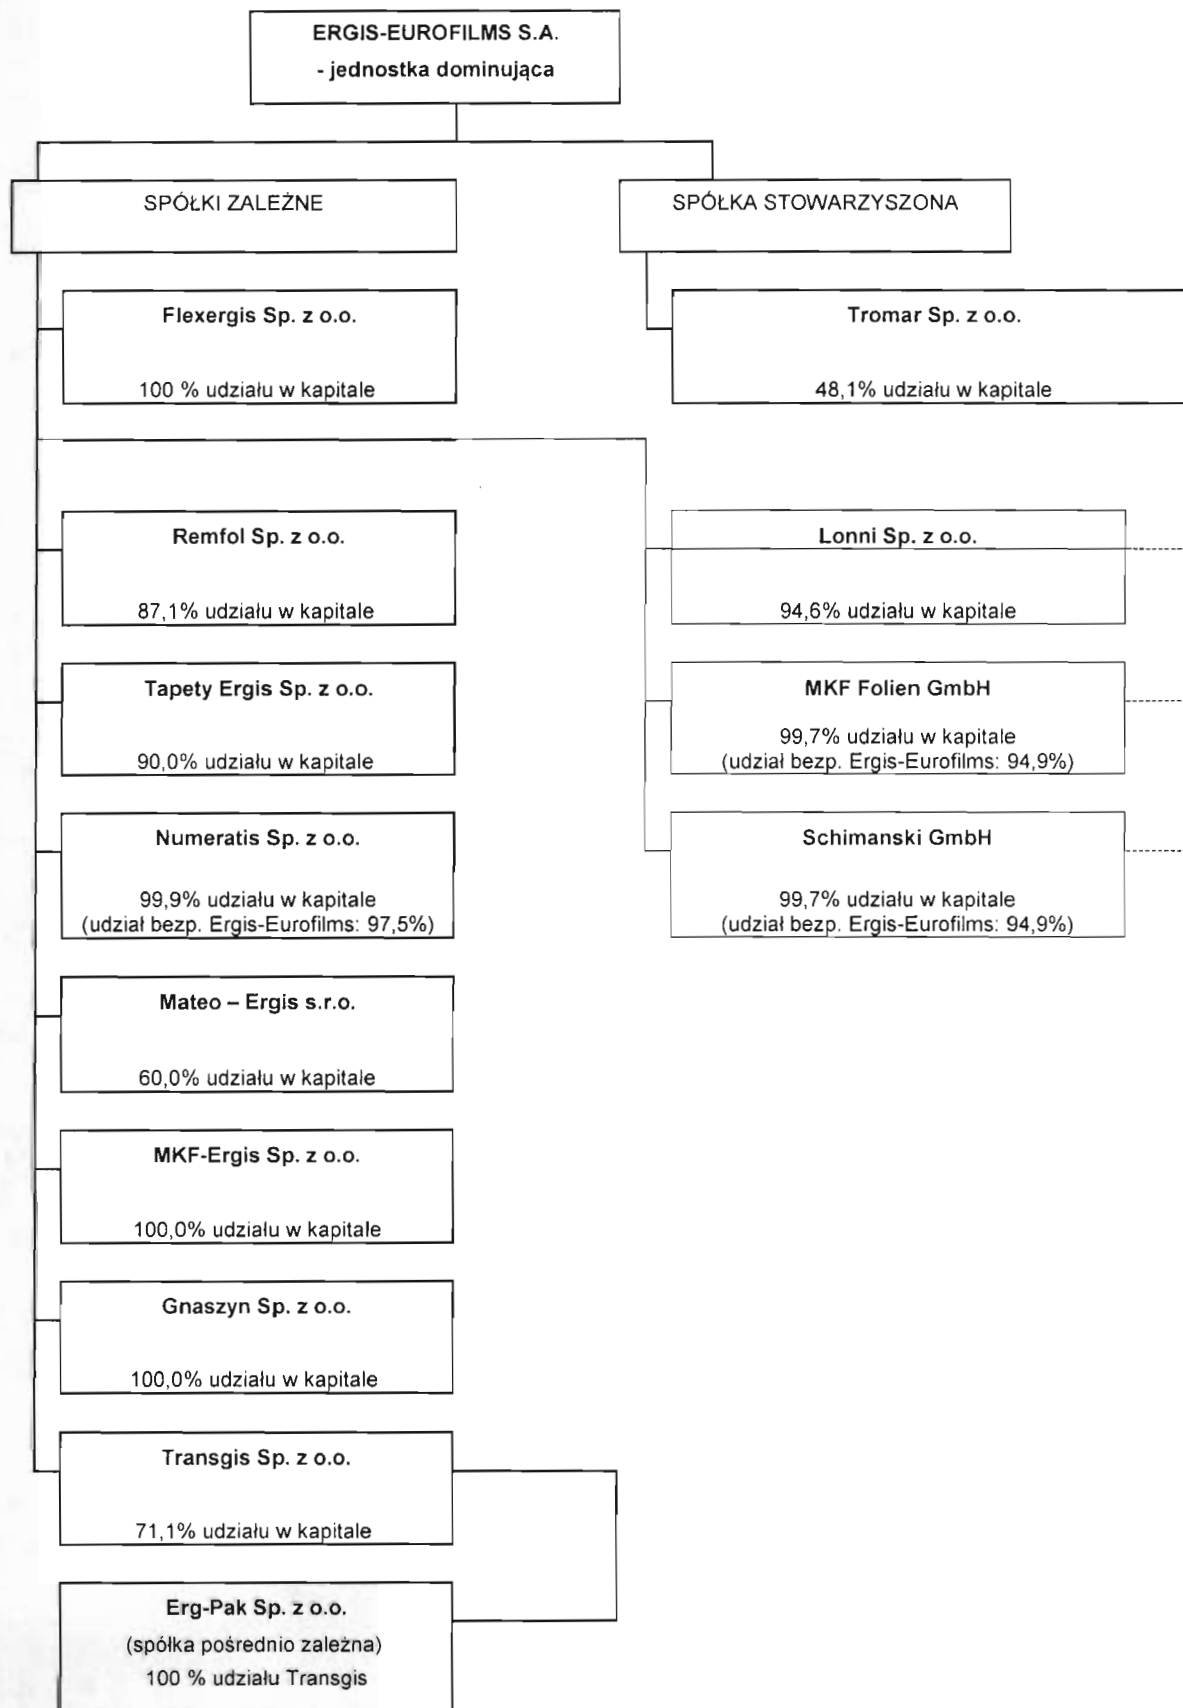 ERGIS-EUROFILMS S.A.
- jednostka dominująca
SPÓŁKI ZALEŻNE
SPÓŁKA STOWARZYSZONA
Flexergis Sp. z o.o.
100 % udziału w kapitale
Tromar Sp. z o.o.
48,1% udziału w kapitale
Remfol Sp. z o.o.
87,1% udziału w kapitale
Lonni Sp. z o.o.
94,6% udziału w kapitale
Tapety Ergis Sp. z o.o.
90,0% udziału w kapitale
MKF Folien GmbH
99,7% udziału w kapitale
(udział bezp. Ergis-Eurofilms: 94,9%)
Numeratis Sp. z o.o.
99,9% udziału w kapitale
(udział bezp. Ergis-Eurofilms: 97,5%)
Schimanski GmbH
99,7% udziału w kapitale
(udział bezp. Ergis-Eurofilms: 94,9%)
Mateo – Ergis s.r.o.
60,0% udziału w kapitale
MKF-Ergis Sp. z o.o.
100,0% udziału w kapitale
Gnaszyn Sp. z o.o.
100,0% udziału w kapitale
Transgis Sp. z o.o.
71,1% udziału w kapitale
Erg-Pak Sp. z o.o.
(spółka pośrednio zależna)
100 % udziału Transgis